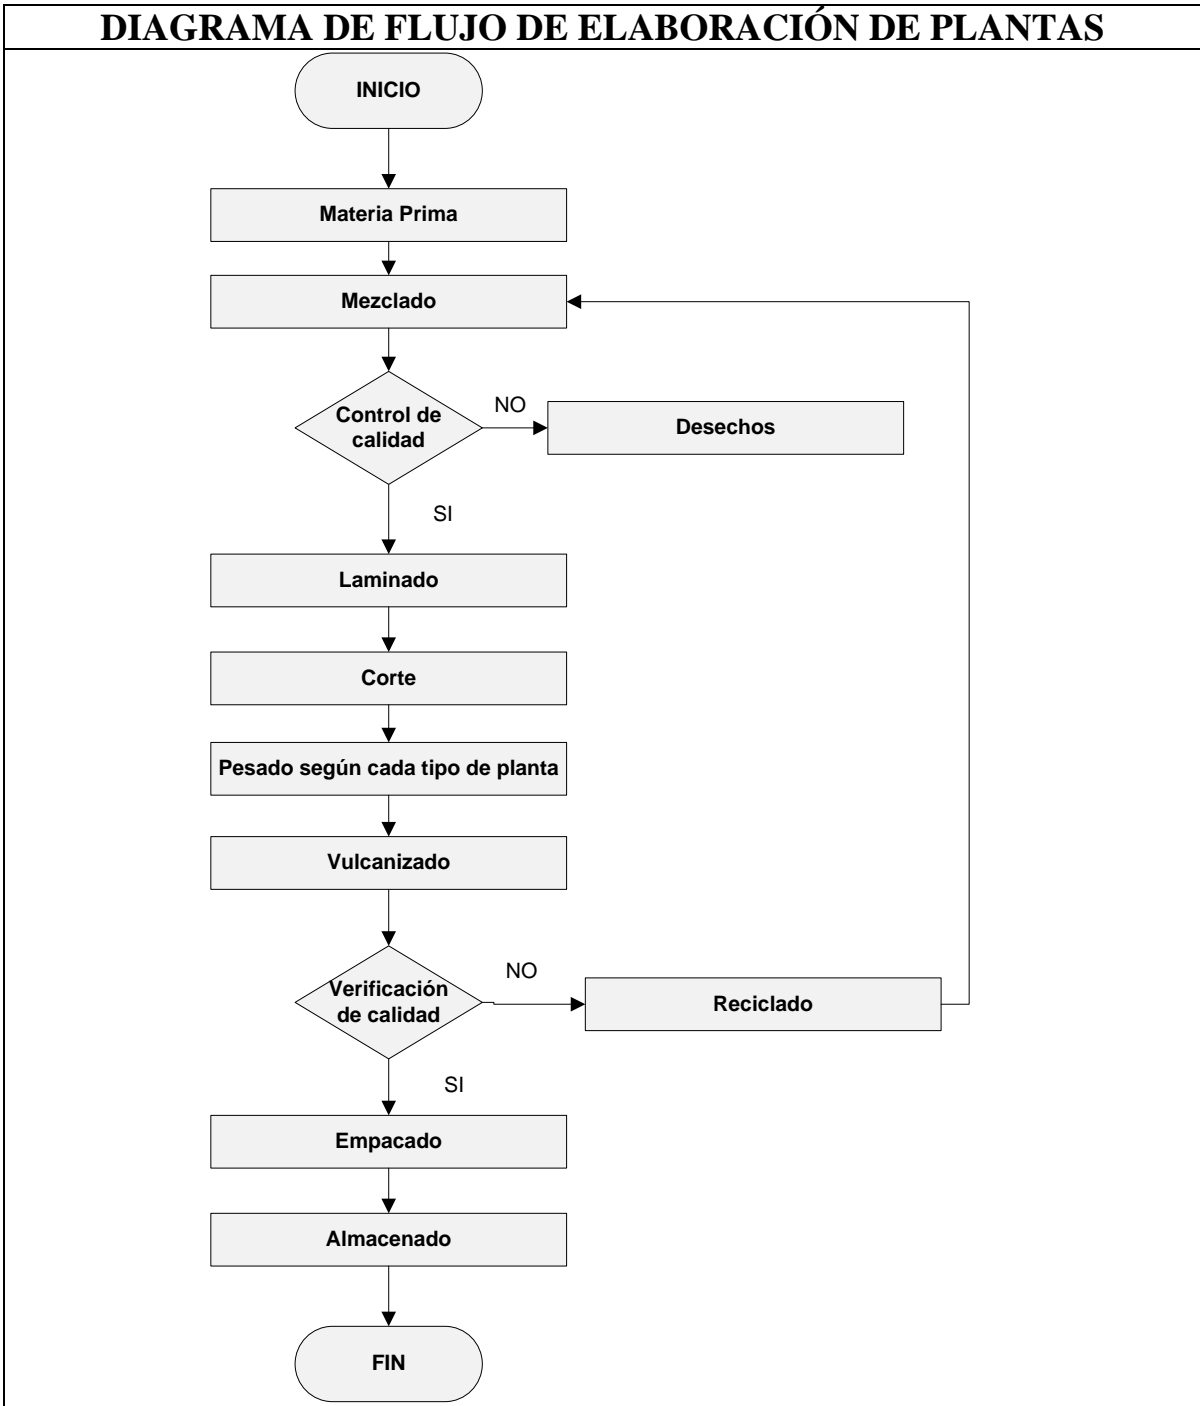 DIAGRAMA DE FLUJO DE ELABORACIÓN DE PLANTAS
INICIO
Materia Prima
Mezclado
Control de
calidad
NO
Desechos
SI
Laminado
Corte
Pesado según cada tipo de planta
Vulcanizado
Verificación
de calidad
NO
Reciclado
SI
Empacado
Almacenado
FIN